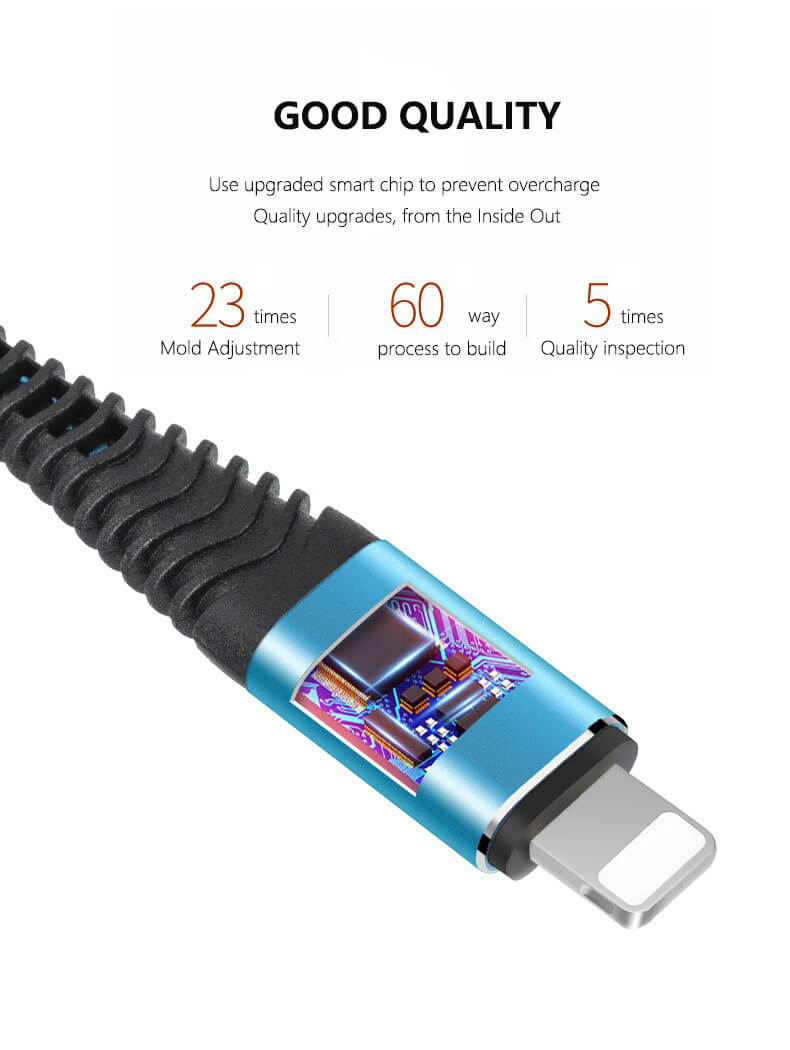 GOOD QUALITY
Use upgraded smart chip to prevent overcharge
Quality upgrades, from the Inside Out
23 times
Mold Adjustment
60 way
process to build
5 times
Quality inspection